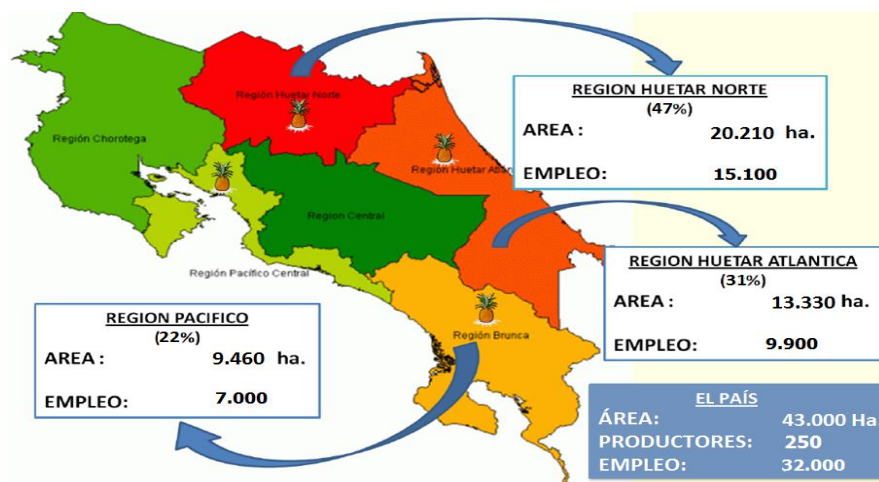 Región Huetar Norte
Región Chorotega
Región Huetar
Region Central
Región Pacífico Central
Región Brunca
REGION HUETAR NORTE
(47%)
AREA : 20.210 ha.
EMPLEO: 15.100
REGION HUETAR ATLANTICA
(31%)
AREA : 13.330 ha.
EMPLEO: 9.900
REGION PACIFICO
(22%)
AREA : 9.460 ha.
EMPLEO: 7.000
EL PAÍS
ÁREA: 43.000 Ha.
PRODUCTORES: 250
EMPLEO: 32.000